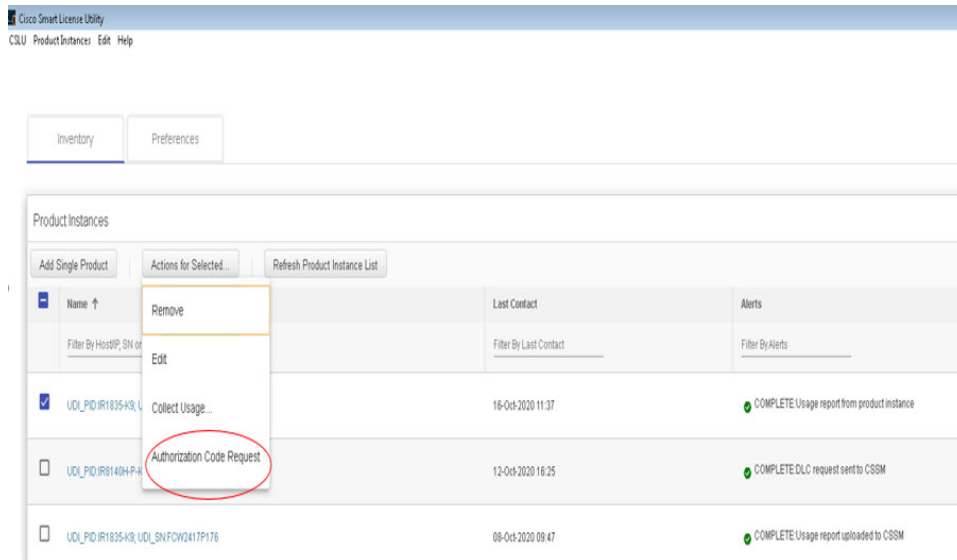 Cisco Smart License Utility
CSLU Product Instances Edit Help
Inventory Preferences
Product Instances
Add Single Product Actions for Selected... Refresh Product Instance List
Name ↑ Last Contact Alerts
Remove
Filter By Host/IP, SN or Filter By Last Contact Filter By Alerts
Edit
UDI_PID:IR1835-K9; U Collect Usage... 16-Oct-2020 11:37 COMPLETE:Usage report from product instance
Authorization Code Request
UDI_PID:IR8140H-P-K 12-Oct-2020 16:25 COMPLETE:DLC request sent to CSSM
UDI_PID:IR1835-K9; UDI_SN:FCW2417P176 08-Oct-2020 09:47 COMPLETE:Usage report uploaded to CSSM